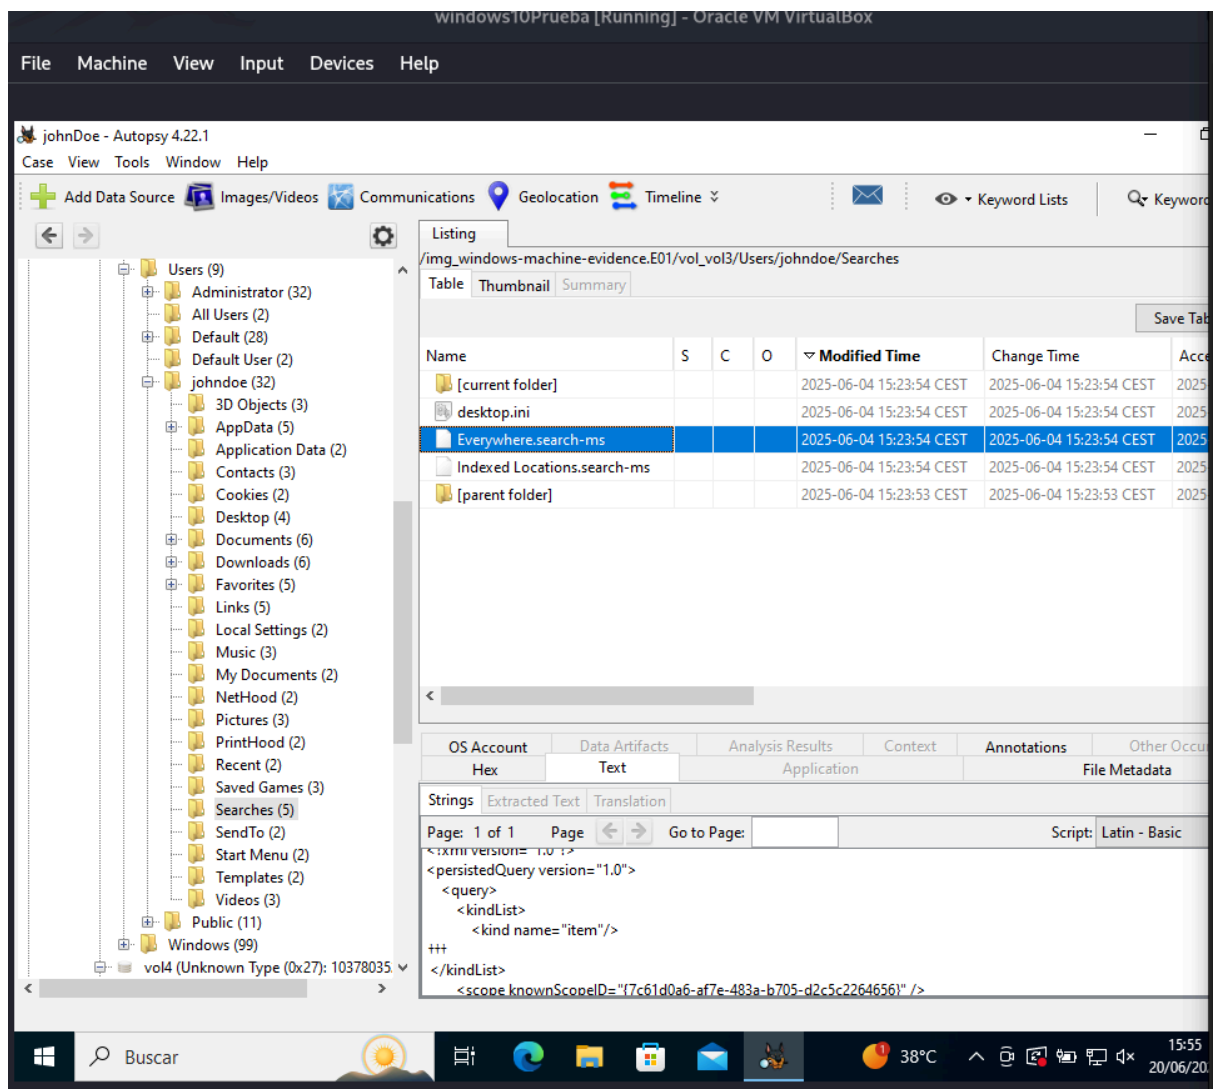 windows10Prueba [Running] - Oracle VM VirtualBox
File Machine View Input Devices Help
johnDoe - Autopsy 4.22.1
Case View Tools Window Help
Add Data Source Images/Videos Communications Geolocation Timeline Keyword Lists
Listing
/img_windows-machine-evidence.E01/vol_vol3/Users/johndoe/Searches
Table Thumbnail Summary
Save
Name S C O Modified Time Change Time
[current folder] 2025-06-04 15:23:54 CEST 2025-06-04 15:23:54 CEST
desktop.ini 2025-06-04 15:23:54 CEST 2025-06-04 15:23:54 CEST
Everywhere.search-ms 2025-06-04 15:23:54 CEST 2025-06-04 15:23:54 CEST
Indexed Locations.search-ms 2025-06-04 15:23:54 CEST 2025-06-04 15:23:54 CEST
[parent folder] 2025-06-04 15:23:53 CEST 2025-06-04 15:23:53 CEST
Users (9)
Administrator (32)
All Users (2)
Default (28)
Default User (2)
johndoe (32)
3D Objects (3)
AppData (5)
Application Data (2)
Contacts (3)
Cookies (2)
Desktop (4)
Documents (6)
Downloads (6)
Favorites (5)
Links (5)
Local Settings (2)
Music (3)
My Documents (2)
NetHood (2)
Pictures (3)
PrintHood (2)
Recent (2)
Saved Games (3)
Searches (5)
SendTo (2)
Start Menu (2)
Templates (2)
Videos (3)
Public (11)
Windows (99)
vol4 (Unknown Type (0x27): 10378035
OS Account Data Artifacts Analysis Results Context Annotations Other
Hex Text Application File Metadata
Strings Extracted Text Translation
Page: 1 of 1 Page Go to Page: Script: Latin - Basic
<?xml version="1.0"?>
<persistedQuery version="1.0">
<query>
<kindList>
<kind name="item"/>
+++
</kindList>
<scope knownScopeID="{7c61d0a6-af7e-483a-b705-d2c5c2264656}" />
Buscar 38°C 15:55
20/06/20